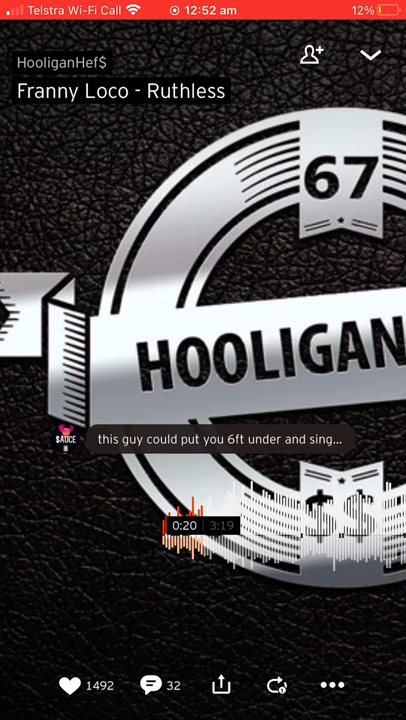 Telstra Wi-Fi Call 12:52 am 12%
HooliganHef$
Franny Loco - Ruthless
67
HOOLIGAN
$AUCE
this guy could put you 6ft under and sing...
$$
0:20 3:19
1492 32